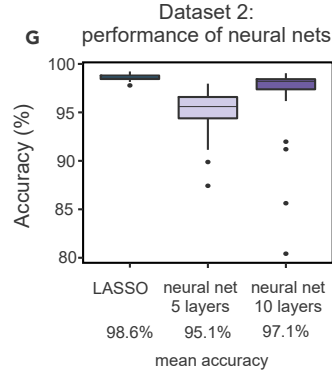 Dataset 2:
G performance of neural nets
100
95
90
85
80
Accuracy (%)
LASSO neural net neural net
5 layers 10 layers
98.6% 95.1% 97.1%
mean accuracy